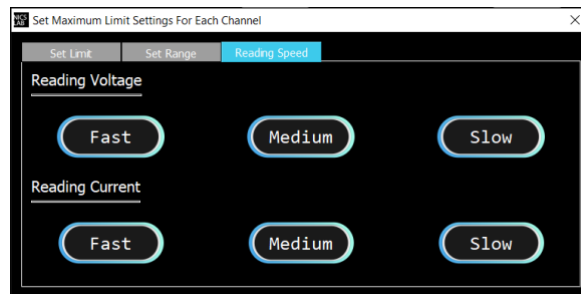 NICS LAB Set Maximum Limit Settings For Each Channel
Set Limit Set Range Reading Speed
Reading Voltage
Fast Medium Slow
Reading Current
Fast Medium Slow